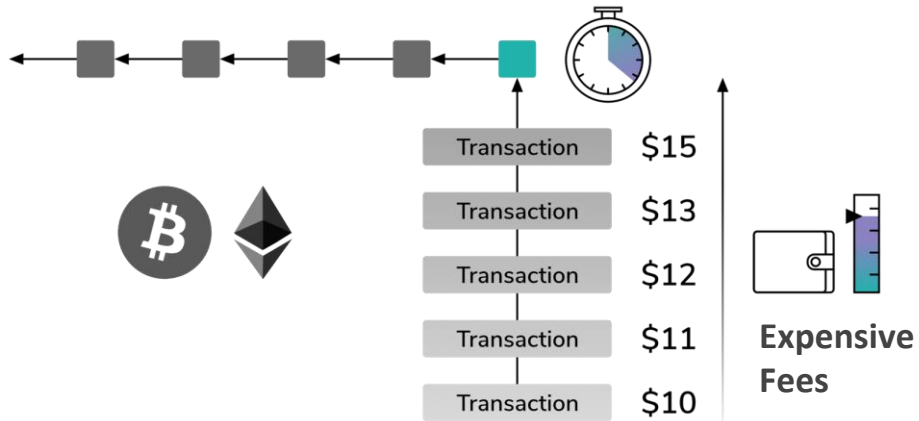 Transaction $15
Transaction $13
Transaction $12
Transaction $11
Transaction $10
Expensive
Fees